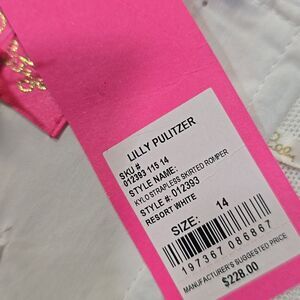 LILLY PULITZER
SKU #
012393 115 14
STYLE NAME:
KYLO STRAPLESS SKIRTED ROMPER
STYLE #: 012393
RESORT WHITE
SIZE: 14
197367 086967
MANUFACTURER'S SUGGESTED PRICE
$228.00